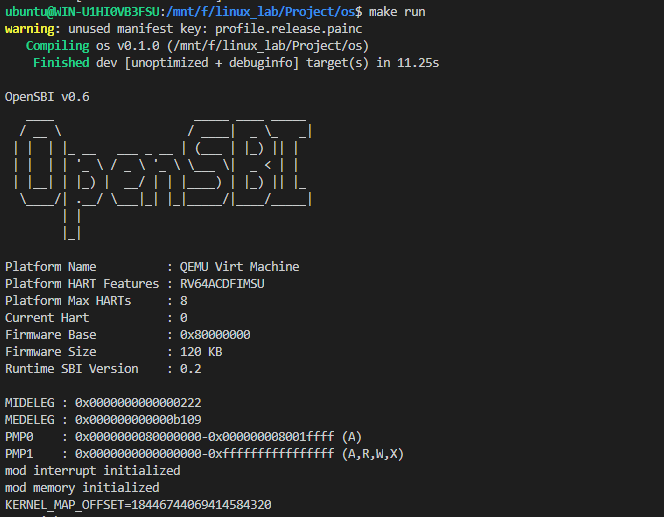 ubuntu@WIN-U1HI0VB3FSU:/mnt/f/linux_lab/Project/os$ make run
warning: unused manifest key: profile.release.painc
   Compiling os v0.1.0 (/mnt/f/linux_lab/Project/os)
    Finished dev [unoptimized + debuginfo] target(s) in 11.25s
OpenSBI v0.6
OpenSBI
Platform Name          : QEMU Virt Machine
Platform HART Features : RV64ACDFIMSU
Platform Max HARTs     : 8
Current Hart           : 0
Firmware Base          : 0x80000000
Firmware Size          : 120 KB
Runtime SBI Version    : 0.2
MIDELEG : 0x0000000000000222
MEDELEG : 0x000000000000b109
PMP0    : 0x0000000080000000-0x000000008001ffff (A)
PMP1    : 0x0000000000000000-0xffffffffffffffff (A,R,W,X)
mod interrupt initialized
mod memory initialized
KERNEL_MAP_OFFSET=18446744069414584320